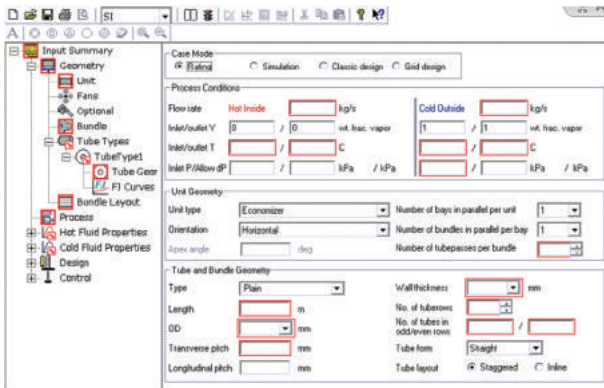 SI
A
Input Summary
Geometry
Unit
Fans
Optional
Bundle
Tube Types
TubeType1
Tube Geor
FJ Curves
Bundle Layout
Process
Hot Fluid Properties
Cold Fluid Properties
Design
Control
Case Mode
Rating Simulation Classic design Grid design
Process Conditions
Flow rate Hot Inside kg/s Cold Outside kg/s
Inlet/outlet Y 0 / 0 wt. frac. vapor 1 / 1 wt. frac. vapor
Inlet/outlet T / C / C
Inlet P/Allow dP / kPa / kPa / kPa / kPa
Unit Geometry
Unit type Economizer Number of bays in parallel per unit 1
Orientation Horizontal Number of bundles in parallel per bay 1
Apex angle deg Number of tubepasses per bundle
Tube and Bundle Geometry
Type Plain Wall thickness mm
Length m No. of tuberows
OD mm No. of tubes in odd/even rows /
Transverse pitch mm Tube form Straight
Longitudinal pitch mm Tube layout Staggered Inline